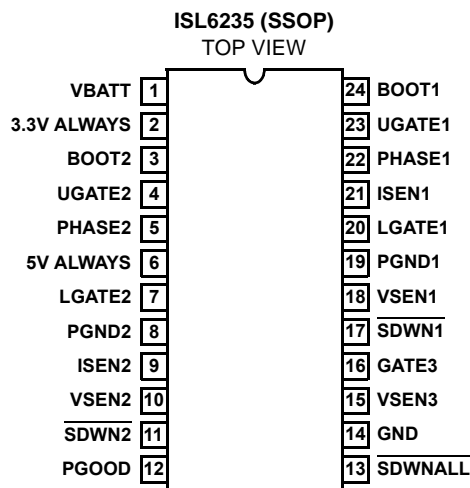 ISL6235 (SSOP)
TOP VIEW
VBATT 1 24 BOOT1
3.3V ALWAYS 2 23 UGATE1
BOOT2 3 22 PHASE1
UGATE2 4 21 ISEN1
PHASE2 5 20 LGATE1
5V ALWAYS 6 19 PGND1
LGATE2 7 18 VSEN1
PGND2 8 17 SDWN1
ISEN2 9 16 GATE3
VSEN2 10 15 VSEN3
SDWN2 11 14 GND
PGOOD 12 13 SDWNALL